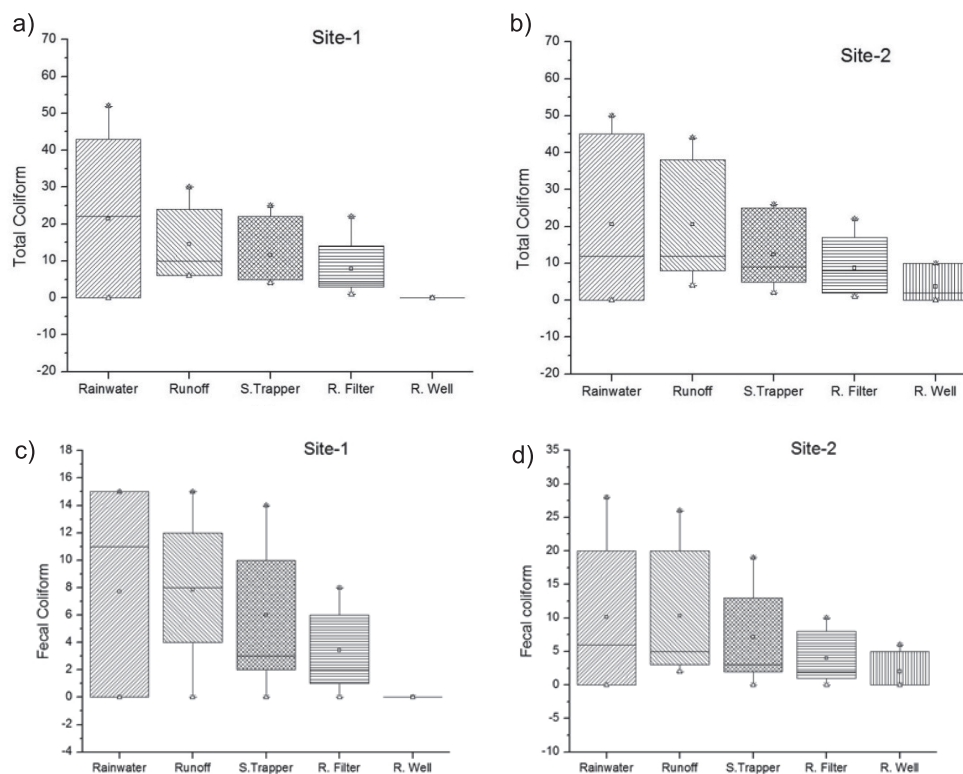 a)
Site-1
Total Coliform
70
60
50
40
30
20
10
0
-10
-20
Rainwater Runoff S.Trapper R. Filter R. Well
b)
Site-2
Total Coliform
70
60
50
40
30
20
10
0
-10
-20
Rainwater Runoff S.Trapper R. Filter R. Well
c)
Site-1
Fecal Coliform
18
16
14
12
10
8
6
4
2
0
-2
-4
Rainwater Runoff S.Trapper R. Filter R. Well
d)
Site-2
Fecal coliform
35
30
25
20
15
10
5
0
-5
-10
Rainwater Runoff S.Trapper R. Filter R. Well